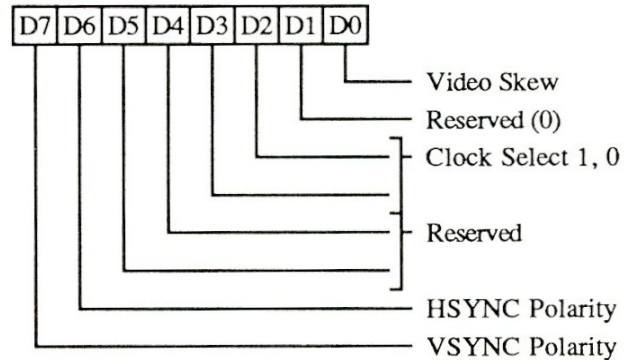 D7 D6 D5 D4 D3 D2 D1 D0
Video Skew
Reserved (0)
Clock Select 1, 0
Reserved
HSYNC Polarity
VSYNC Polarity